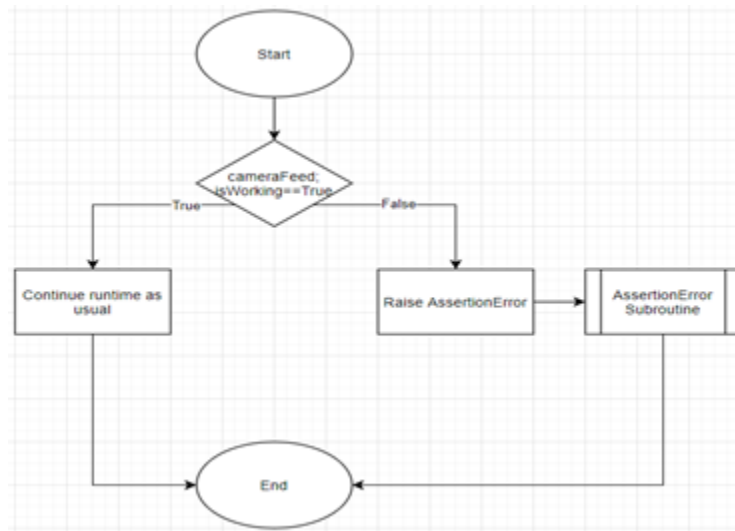 Start
cameraFeed;
isWorking==True
True
False
Continue runtime as
usual
Raise AssertionError
AssertionError
Subroutine
End